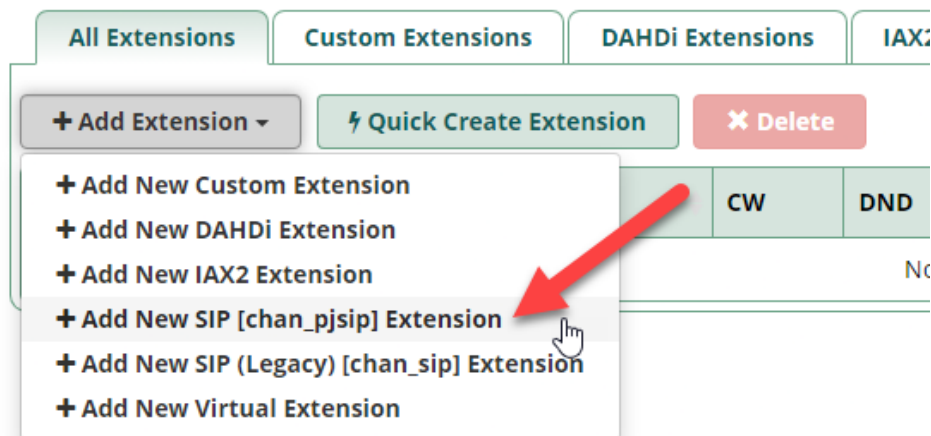 All Extensions Custom Extensions DAHDi Extensions IAX2
+ Add Extension Quick Create Extension Delete
+ Add New Custom Extension
CW DND
+ Add New DAHDi Extension
+ Add New IAX2 Extension
No
+ Add New SIP [chan_pjsip] Extension
+ Add New SIP (Legacy) [chan_sip] Extension
+ Add New Virtual Extension